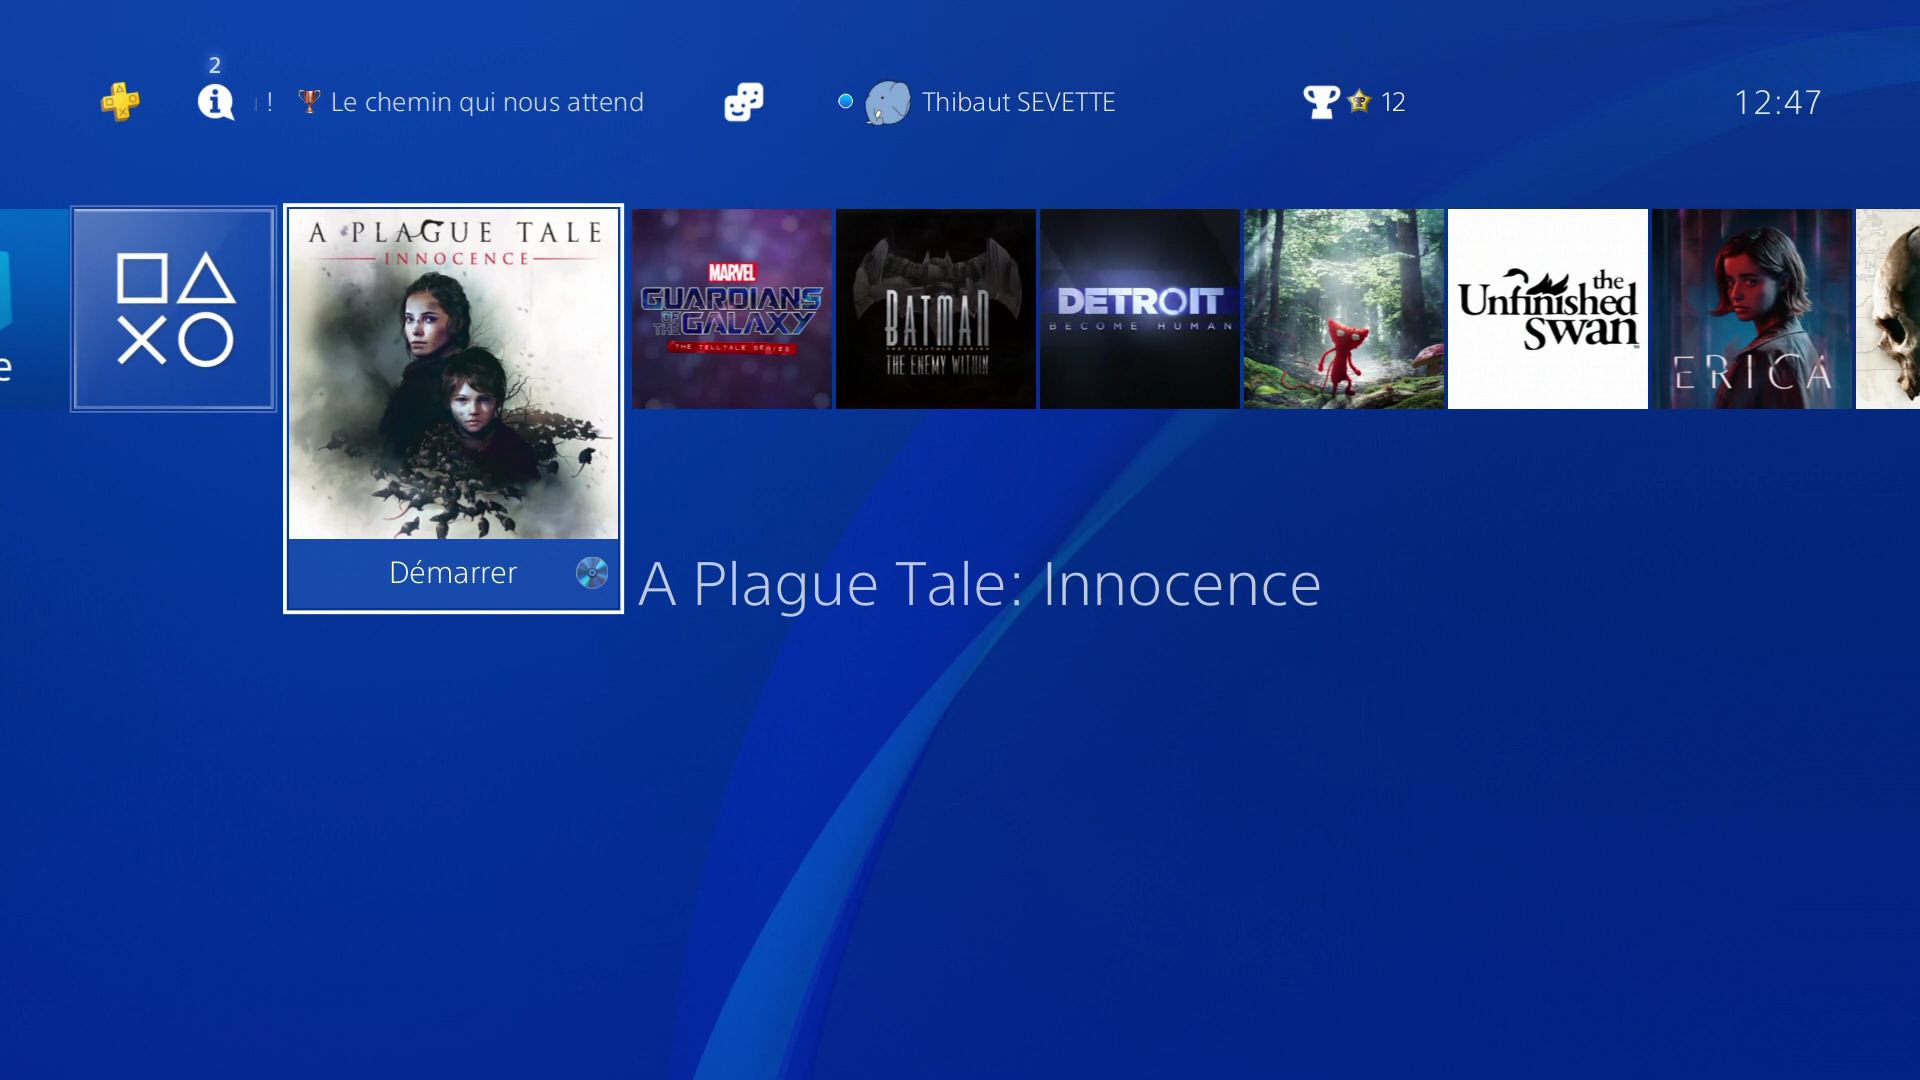 2
! Le chemin qui nous attend
Thibaut SEVETTE
12
12:47
e
A PLAGUE TALE
INNOCENCE
MARVEL
GUARDIANS
OF THE GALAXY
THE TELLTALE SERIES
BATMAN
THE TELLTALE SERIES
THE ENEMY WITHIN
DETROIT
BECOME HUMAN
the
Unfinished
Swan
ERICA
Démarrer
A Plague Tale: Innocence